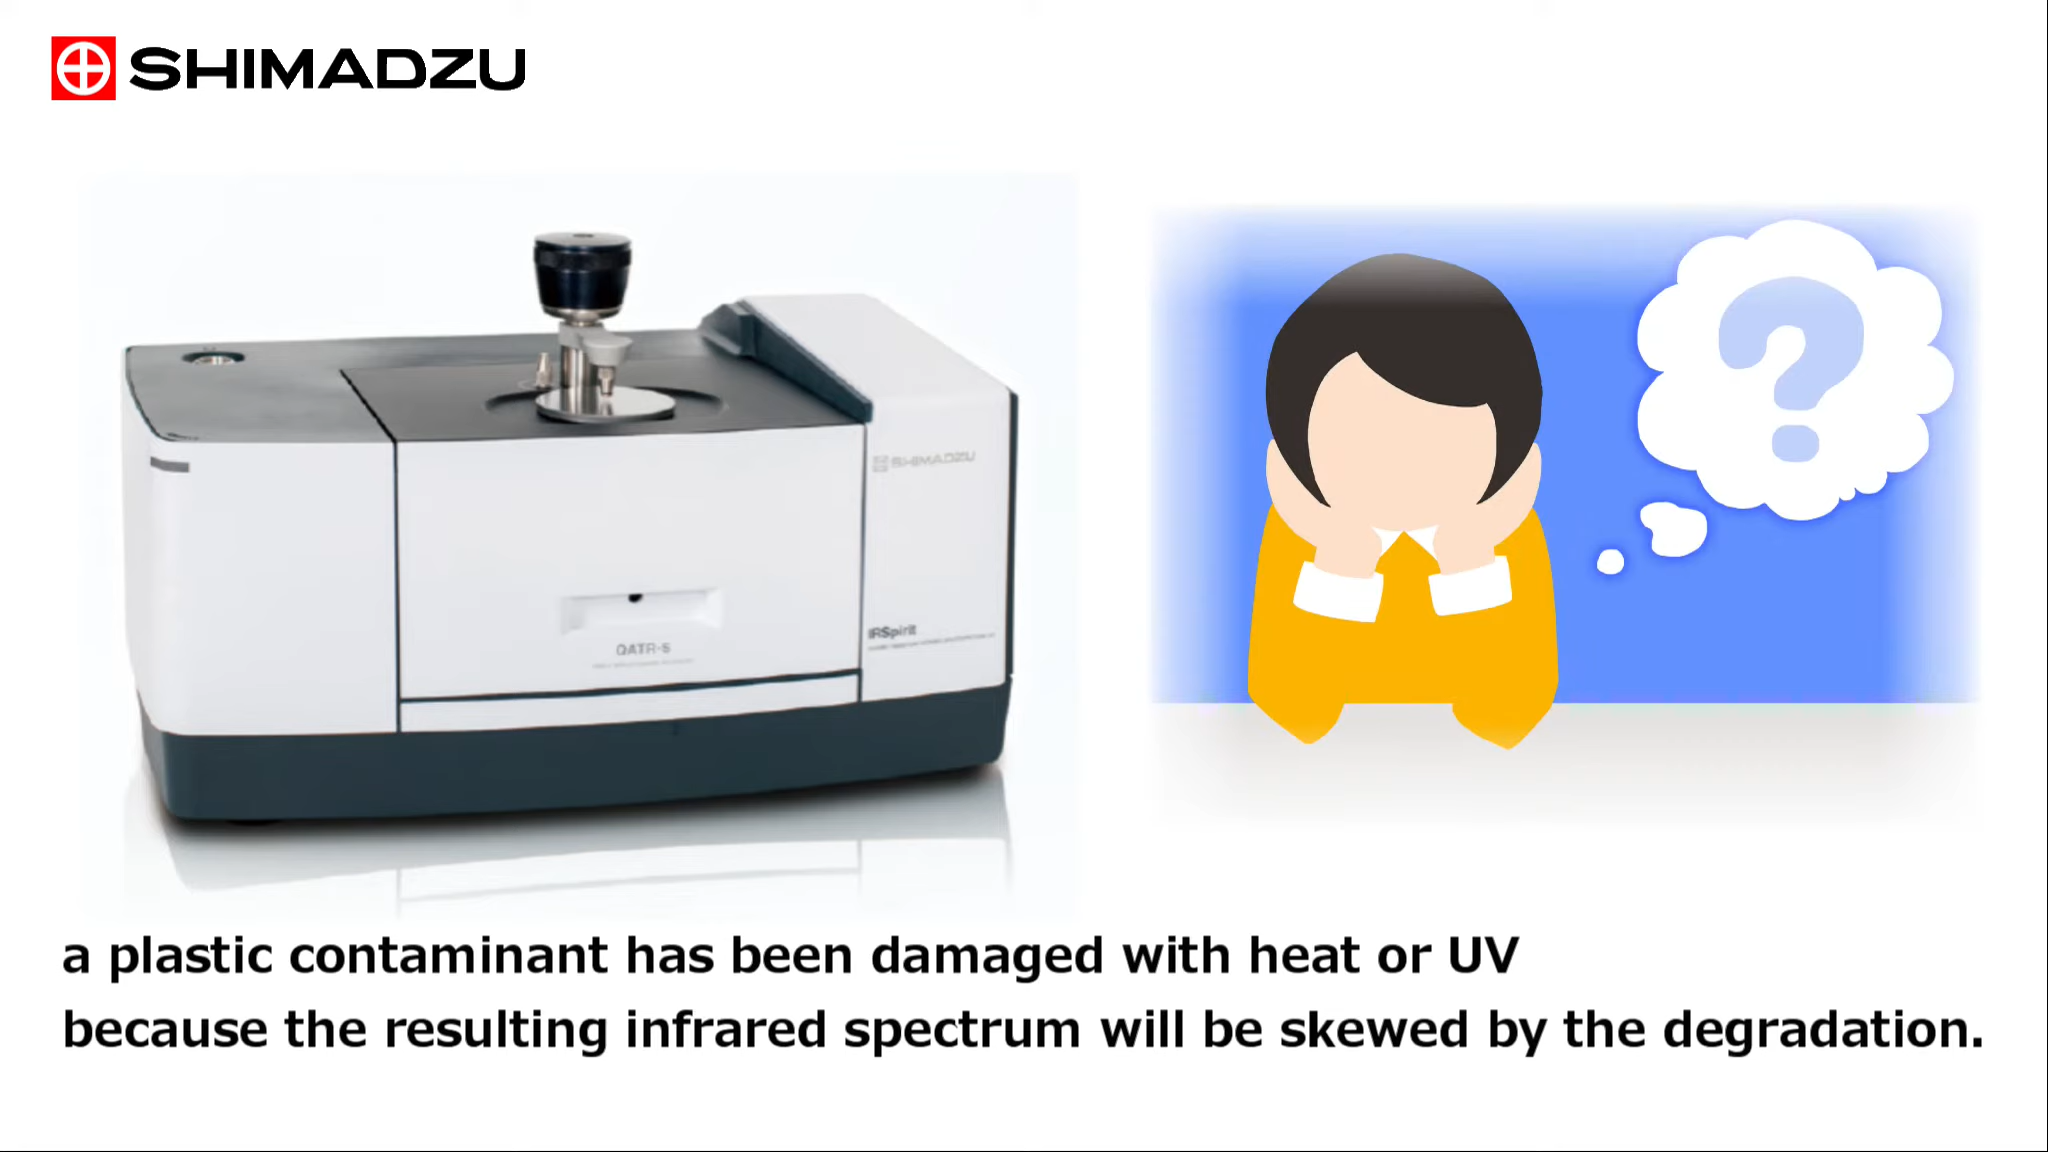 SHIMADZU
SHIMADZU
QATR-S
IRSpirit
?
a plastic contaminant has been damaged with heat or UV
because the resulting infrared spectrum will be skewed by the degradation.